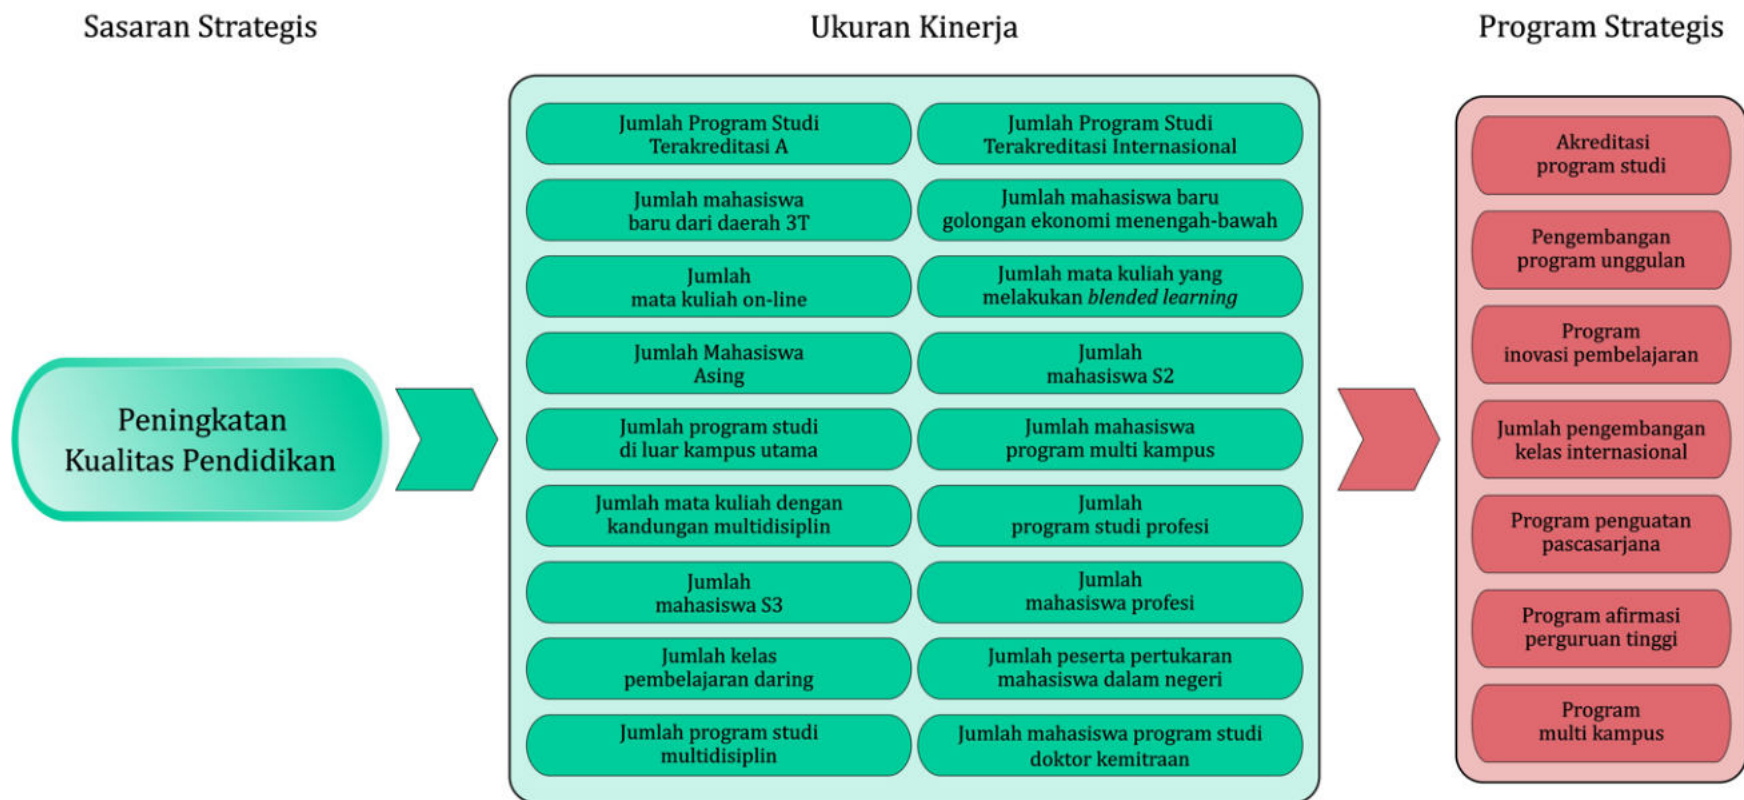 Sasaran Strategis
Ukuran Kinerja
Program Strategis
Peningkatan
Kualitas Pendidikan
Jumlah Program Studi
Terakreditasi A
Jumlah Program Studi
Terakreditasi Internasional
Jumlah mahasiswa
baru dari daerah 3T
Jumlah mahasiswa baru
golongan ekonomi menengah-bawah
Jumlah
mata kuliah on-line
Jumlah mata kuliah yang
melakukan blended learning
Jumlah Mahasiswa
Asing
Jumlah
mahasiswa S2
Jumlah program studi
di luar kampus utama
Jumlah mahasiswa
program multi kampus
Jumlah mata kuliah dengan
kandungan multidisiplin
Jumlah
program studi profesi
Jumlah
mahasiswa S3
Jumlah
mahasiswa profesi
Jumlah kelas
pembelajaran daring
Jumlah peserta pertukaran
mahasiswa dalam negeri
Jumlah program studi
multidisiplin
Jumlah mahasiswa program studi
doktor kemitraan
Akreditasi
program studi
Pengembangan
program unggulan
Program
inovasi pembelajaran
Jumlah pengembangan
kelas internasional
Program penguatan
pascasarjana
Program afirmasi
perguruan tinggi
Program
multi kampus